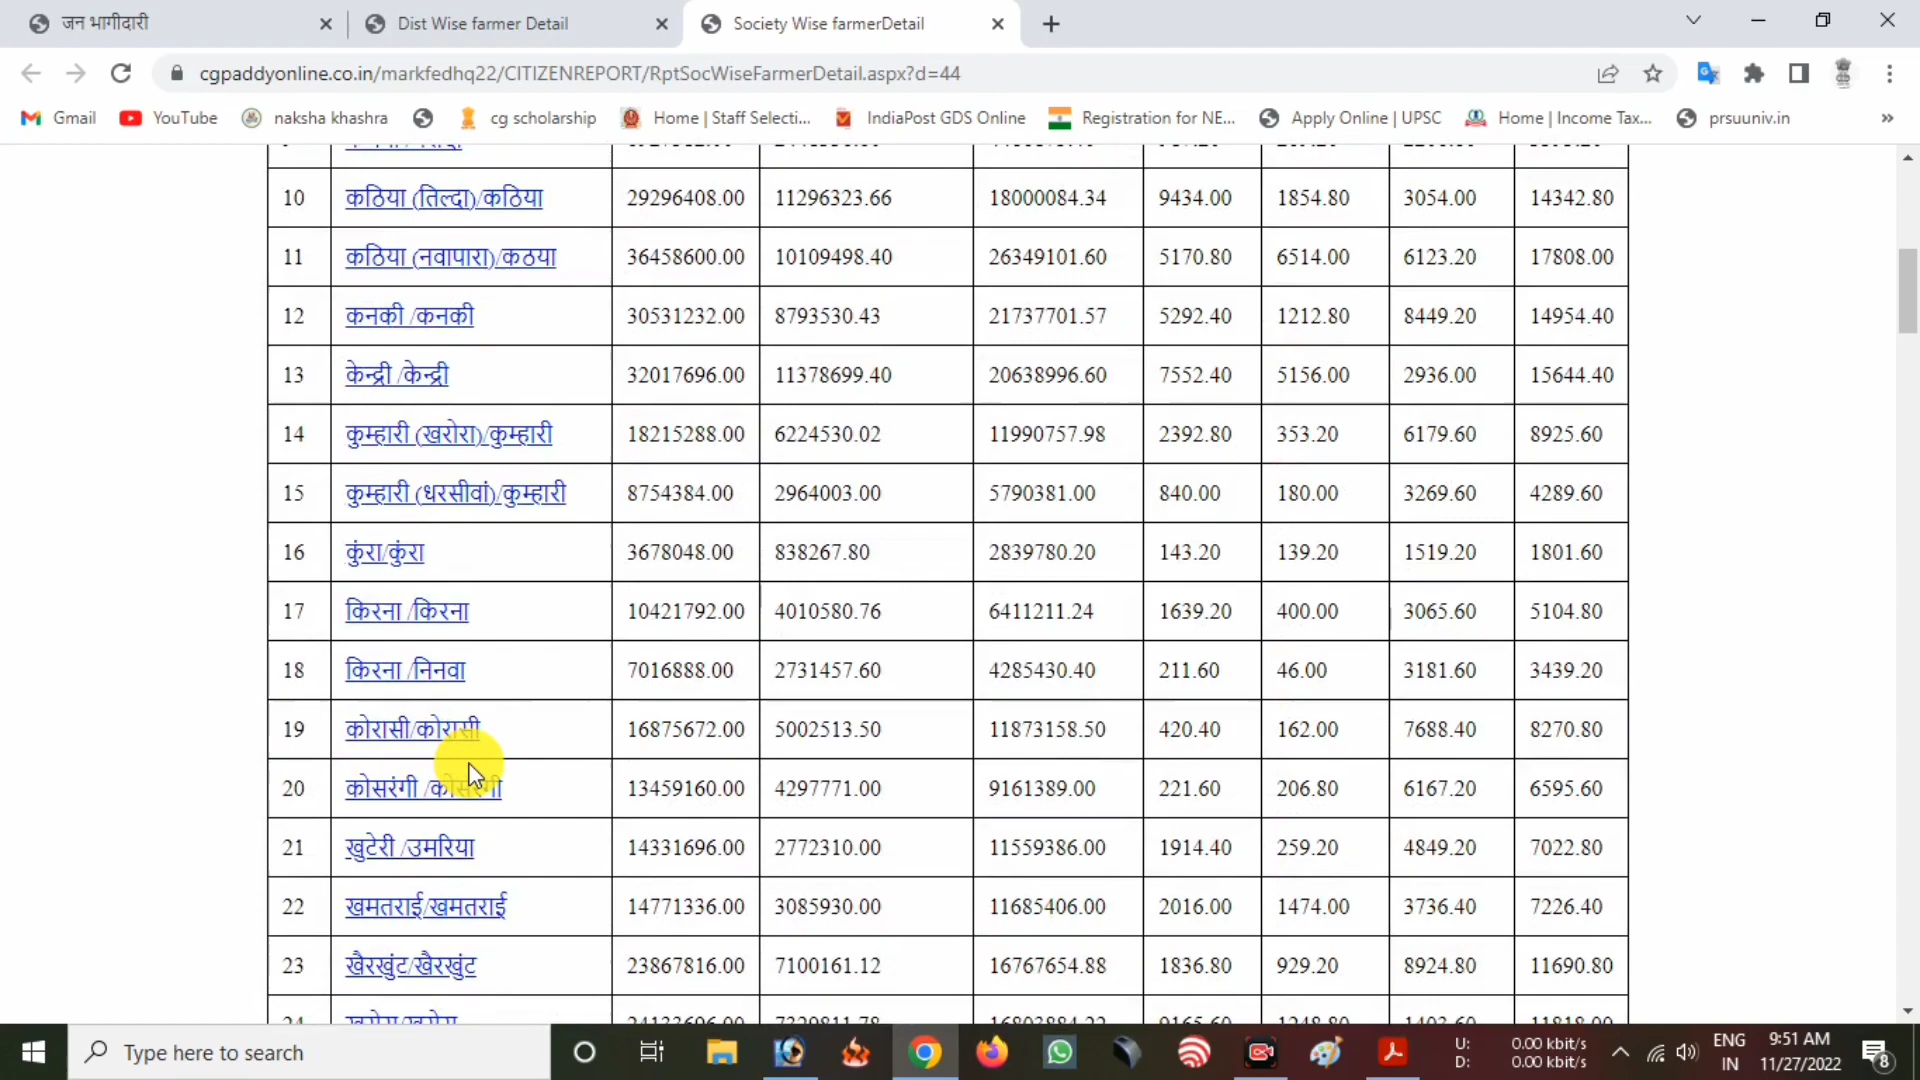 जन भागीदारी
Dist Wise farmer Detail
Society Wise farmerDetail
cgpaddyonline.co.in/markfedhq22/CITIZENREPORT/RptSocWiseFarmerDetail.aspx?d=44
Gmail YouTube naksha khashra cg scholarship Home | Staff Selecti... IndiaPost GDS Online Registration for NE... Apply Online | UPSC Home | Income Tax... prsuuniv.in »
10 कठिया (तिल्दा)/कठिया 29296408.00 11296323.66 18000084.34 9434.00 1854.80 3054.00 14342.80
11 कठिया (नवापारा)/कठया 36458600.00 10109498.40 26349101.60 5170.80 6514.00 6123.20 17808.00
12 कनकी /कनकी 30531232.00 8793530.43 21737701.57 5292.40 1212.80 8449.20 14954.40
13 केन्द्री /केन्द्री 32017696.00 11378699.40 20638996.60 7552.40 5156.00 2936.00 15644.40
14 कुम्हारी (खरोरा)/कुम्हारी 18215288.00 6224530.02 11990757.98 2392.80 353.20 6179.60 8925.60
15 कुम्हारी (धरसीवां)/कुम्हारी 8754384.00 2964003.00 5790381.00 840.00 180.00 3269.60 4289.60
16 कुंरा/कुंरा 3678048.00 838267.80 2839780.20 143.20 139.20 1519.20 1801.60
17 किरना /किरना 10421792.00 4010580.76 6411211.24 1639.20 400.00 3065.60 5104.80
18 किरना /निनवा 7016888.00 2731457.60 4285430.40 211.60 46.00 3181.60 3439.20
19 कोरासी/कोरासी 16875672.00 5002513.50 11873158.50 420.40 162.00 7688.40 8270.80
20 कोसरंगी /कोसरंगी 13459160.00 4297771.00 9161389.00 221.60 206.80 6167.20 6595.60
21 खुटेरी /उमरिया 14331696.00 2772310.00 11559386.00 1914.40 259.20 4849.20 7022.80
22 खमतराई/खमतराई 14771336.00 3085930.00 11685406.00 2016.00 1474.00 3736.40 7226.40
23 खैरखुंट/खैरखुंट 23867816.00 7100161.12 16767654.88 1836.80 929.20 8924.80 11690.80
Type here to search
U: 0.00 kbit/s
D: 0.00 kbit/s
ENG
IN
9:51 AM
11/27/2022
8